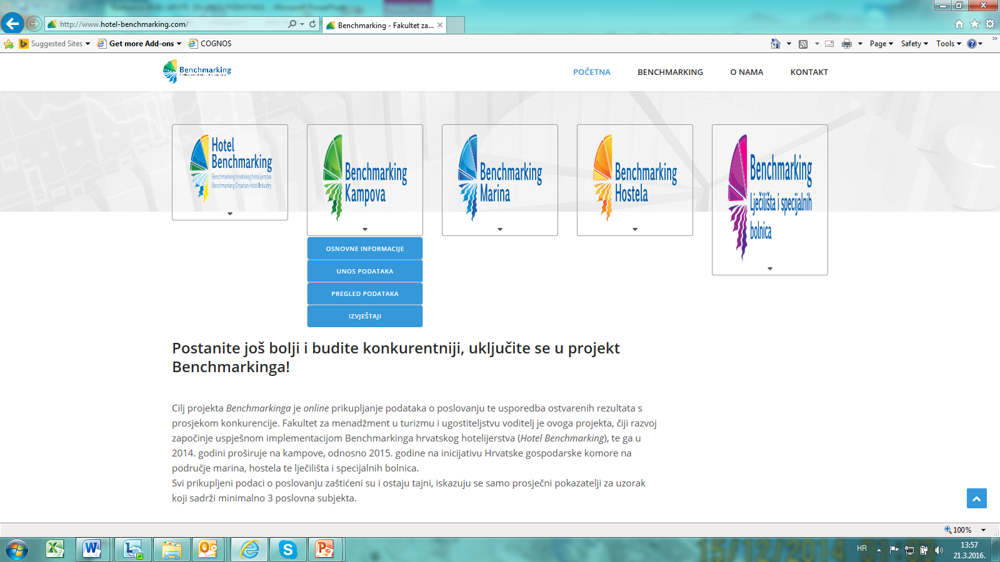 http://www.hotel-benchmarking.com/
Benchmarking - Fakultet za...
Suggested Sites
Get more Add-ons
COGNOS
Page
Safety
Tools
Benchmarking
POČETNA
BENCHMARKING
O NAMA
KONTAKT
Hotel
Benchmarking
Benchmarking hrvatskog hotelijerstva
Benchmarking Croatian Hotel Industry
Benchmarking
Kampova
Benchmarking
Marina
Benchmarking
Hostela
Benchmarking
Lječilišta i specijalnih
bolnica
OSNOVNE INFORMACIJE
UNOS PODATAKA
PREGLED PODATAKA
IZVJEŠTAJI
Postanite još bolji i budite konkurentniji, uključite se u projekt
Benchmarkinga!
Cilj projekta Benchmarkinga je online prikupljanje podataka o poslovanju te usporedba ostvarenih rezultata s
prosjekom konkurencije. Fakultet za menadžment u turizmu i ugostiteljstvu voditelj je ovoga projekta, čiji razvoj
započinje uspješnom implementacijom Benchmarkinga hrvatskog hotelijerstva (Hotel Benchmarking), te ga u
2014. godini proširuje na kampove, odnosno 2015. godine na inicijativu Hrvatske gospodarske komore na
područje marina, hostela te lječilišta i specijalnih bolnica.
Svi prikupljeni podaci o poslovanju zaštićeni su i ostaju tajni, iskazuju se samo prosječni pokazatelji za uzorak
koji sadrži minimalno 3 poslovna subjekta.
100%
HR
13:57
21.3.2016.